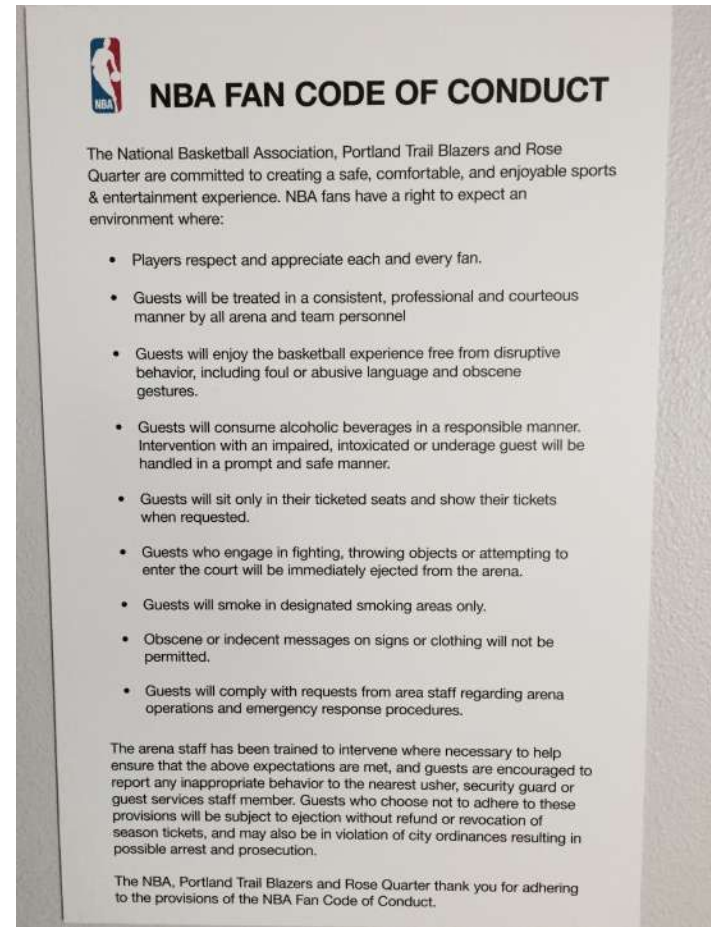 NBA
NBA FAN CODE OF CONDUCT
The National Basketball Association, Portland Trail Blazers and Rose
Quarter are committed to creating a safe, comfortable, and enjoyable sports
& entertainment experience. NBA fans have a right to expect an
environment where:
• Players respect and appreciate each and every fan.
• Guests will be treated in a consistent, professional and courteous
manner by all arena and team personnel
• Guests will enjoy the basketball experience free from disruptive
behavior, including foul or abusive language and obscene
gestures.
• Guests will consume alcoholic beverages in a responsible manner.
Intervention with an impaired, intoxicated or underage guest will be
handled in a prompt and safe manner.
• Guests will sit only in their ticketed seats and show their tickets
when requested.
• Guests who engage in fighting, throwing objects or attempting to
enter the court will be immediately ejected from the arena.
• Guests will smoke in designated smoking areas only.
• Obscene or indecent messages on signs or clothing will not be
permitted.
• Guests will comply with requests from area staff regarding arena
operations and emergency response procedures.
The arena staff has been trained to intervene where necessary to help
ensure that the above expectations are met, and guests are encouraged to
report any inappropriate behavior to the nearest usher, security guard or
guest services staff member. Guests who choose not to adhere to these
provisions will be subject to ejection without refund or revocation of
season tickets, and may also be in violation of city ordinances resulting in
possible arrest and prosecution.
The NBA, Portland Trail Blazers and Rose Quarter thank you for adhering
to the provisions of the NBA Fan Code of Conduct.